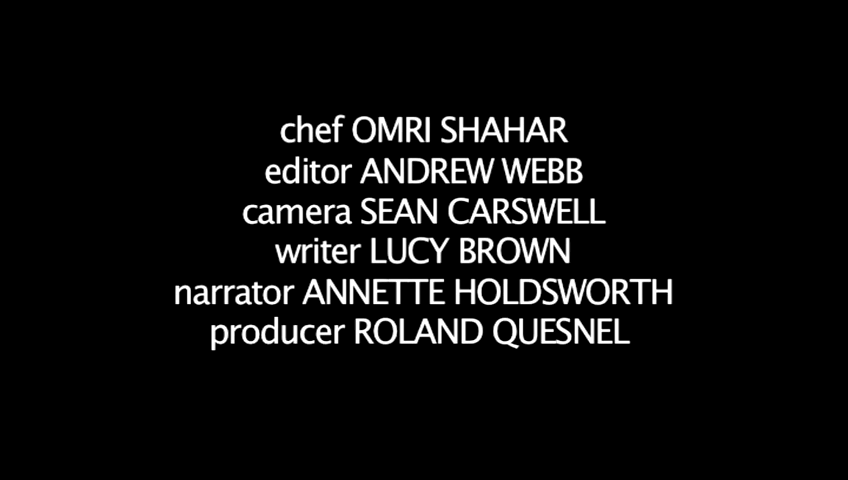 chef OMRI SHAHAR
editor ANDREW WEBB
camera SEAN CARSWELL
writer LUCY BROWN
narrator ANNETTE HOLDSWORTH
producer ROLAND QUESNEL